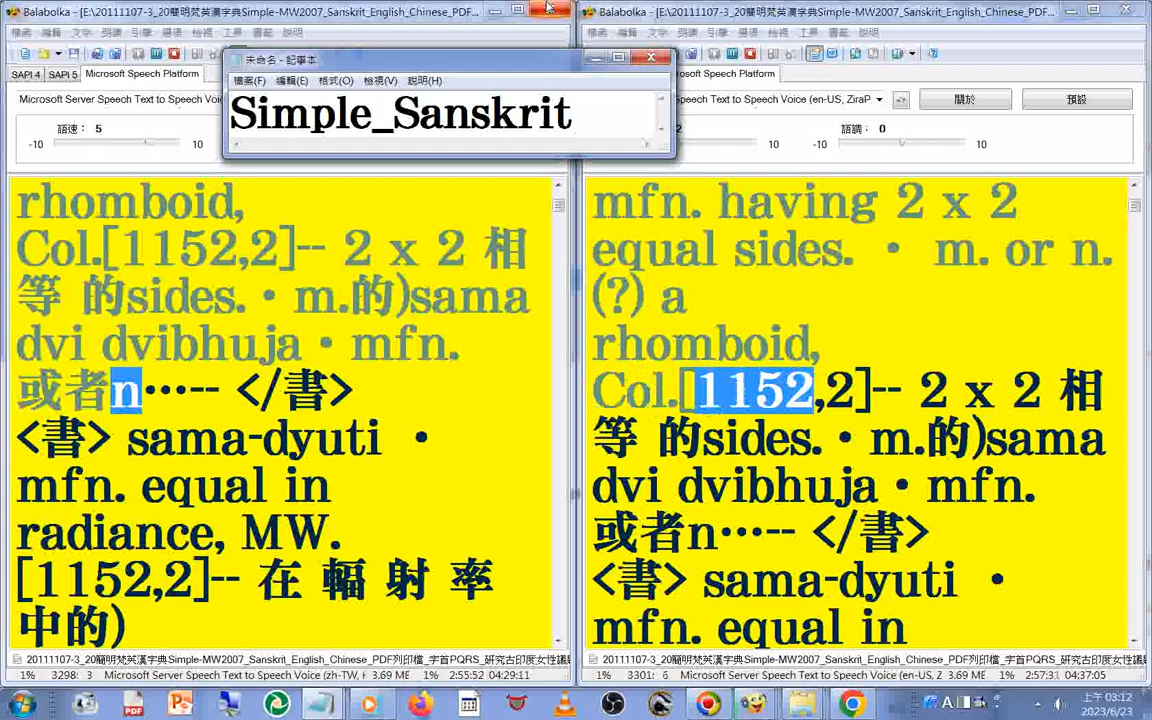 Balabolka - [E:\20111107-3_20簡明梵英漢字典Simple-MW2007_Sanskrit_English_Chinese_PDF...
Balabolka - [E:\20111107-3_20簡明梵英漢字典Simple-MW2007_Sanskrit_English_Chinese_PDF...
SAPI 4 SAPI 5 Microsoft Speech Platform
Microsoft Server Speech Text to Speech Voi
語速： 5
-10 10
未命名 - 記事本
檔案(F) 編輯(E) 格式(O) 檢視(V) 說明(H)
Simple_Sanskrit
Speech Platform
Speech Text to Speech Voice (en-US, ZiraP
關於 預設
2 語調： 0
10 -10 10
rhomboid,
Col.[1152,2]-- 2 x 2 相
等 的sides.·m.的)sama
dvi dvibhuja·mfn.
或者n…-- </書>
<書> sama-dyuti ·
mfn. equal in
radiance, MW.
[1152,2]-- 在 輻 射 率
中的)
mfn. having 2 x 2
equal sides. · m. or n.
(?) a
rhomboid,
Col.[1152,2]-- 2 x 2 相
等 的sides.·m.的)sama
dvi dvibhuja·mfn.
或者n…-- </書>
<書> sama-dyuti ·
mfn. equal in
20111107-3_20簡明梵英漢字典Simple-MW2007_Sanskrit_English_Chinese_PDF列印檔_字首PQRS_研究古印度女性議
20111107-3_20簡明梵英漢字典Simple-MW2007_Sanskrit_English_Chinese_PDF列印檔_字首PQRS_研究古印度女性議
1% 3298: 3 Microsoft Server Speech Text to Speech Voice (zh-TW, H 3.69 ME 1% 2:55:52 04:29:11
1% 3301: 6 Microsoft Server Speech Text to Speech Voice (en-US, Z 3.69 ME 1% 2:57:31 04:37:05
上午 03:12
2023/6/23